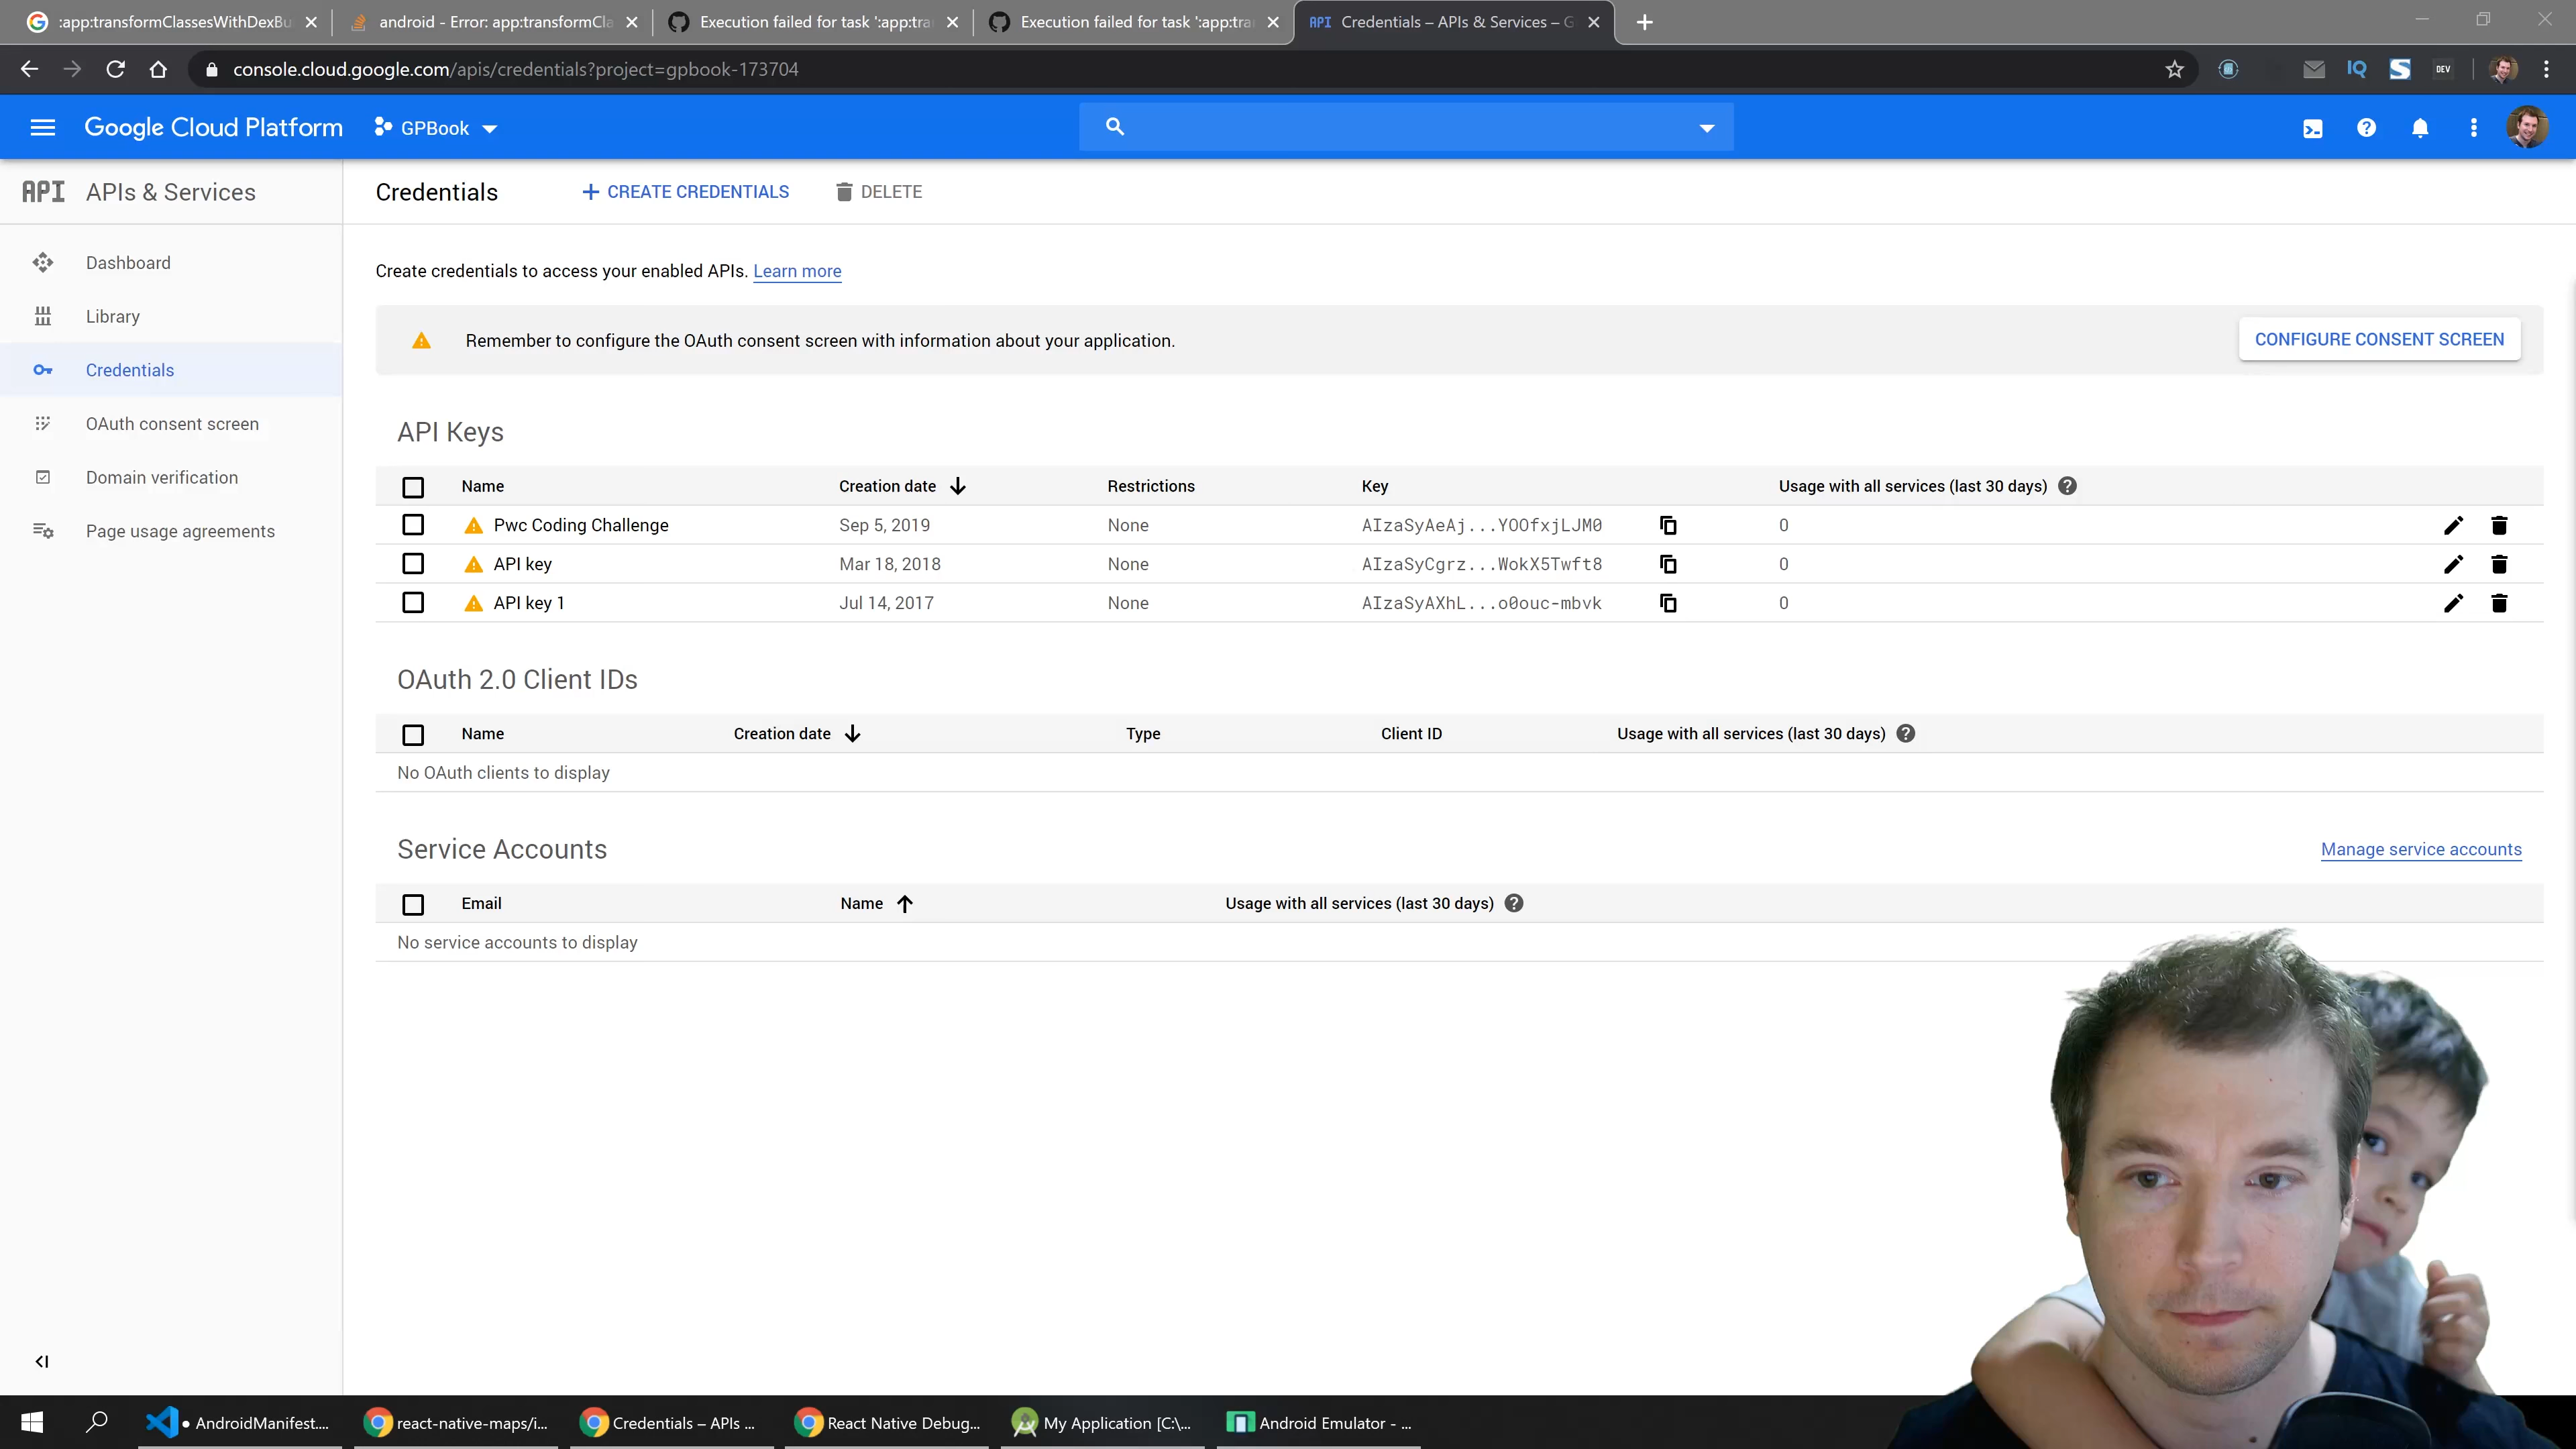 :app:transformClassesWithDexBu
android - Error: app:transformCla
Execution failed for task ':app:tra
Execution failed for task ':app:tra
API Credentials – APIs & Services – G
console.cloud.google.com/apis/credentials?project=gpbook-173704
IQ
S
DEV
Google Cloud Platform
GPBook
API APIs & Services
Credentials
CREATE CREDENTIALS
DELETE
Dashboard
Library
Credentials
OAuth consent screen
Domain verification
Page usage agreements
Create credentials to access your enabled APIs. Learn more
Remember to configure the OAuth consent screen with information about your application.
CONFIGURE CONSENT SCREEN
API Keys
Name Creation date Restrictions Key Usage with all services (last 30 days)
Pwc Coding Challenge Sep 5, 2019 None AIzaSyAeAj...YOOfxjLJM0 0
API key Mar 18, 2018 None AIzaSyCgrz...WokX5Twft8 0
API key 1 Jul 14, 2017 None AIzaSyAXhL...o0ouc-mbvk 0
OAuth 2.0 Client IDs
Name Creation date Type Client ID Usage with all services (last 30 days)
No OAuth clients to display
Service Accounts
Manage service accounts
Email Name Usage with all services (last 30 days)
No service accounts to display
● AndroidManifest....
react-native-maps/i...
Credentials – APIs ...
React Native Debug...
My Application [C:\...
Android Emulator - ...